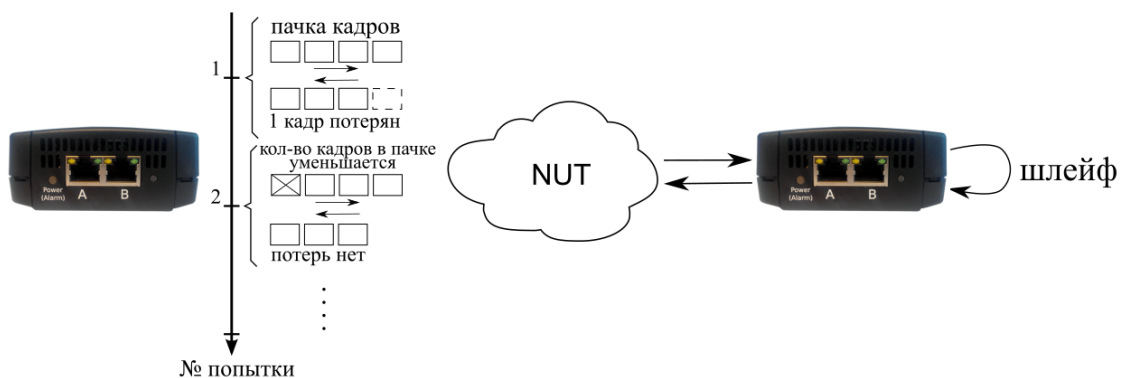 пачка кадров
1
1 кадр потерян
кол-во кадров в пачке
уменьшается
2
потерь нет
№ попытки
Power
(Alarm)
A
B
NUT
Power
(Alarm)
A
B
шлейф